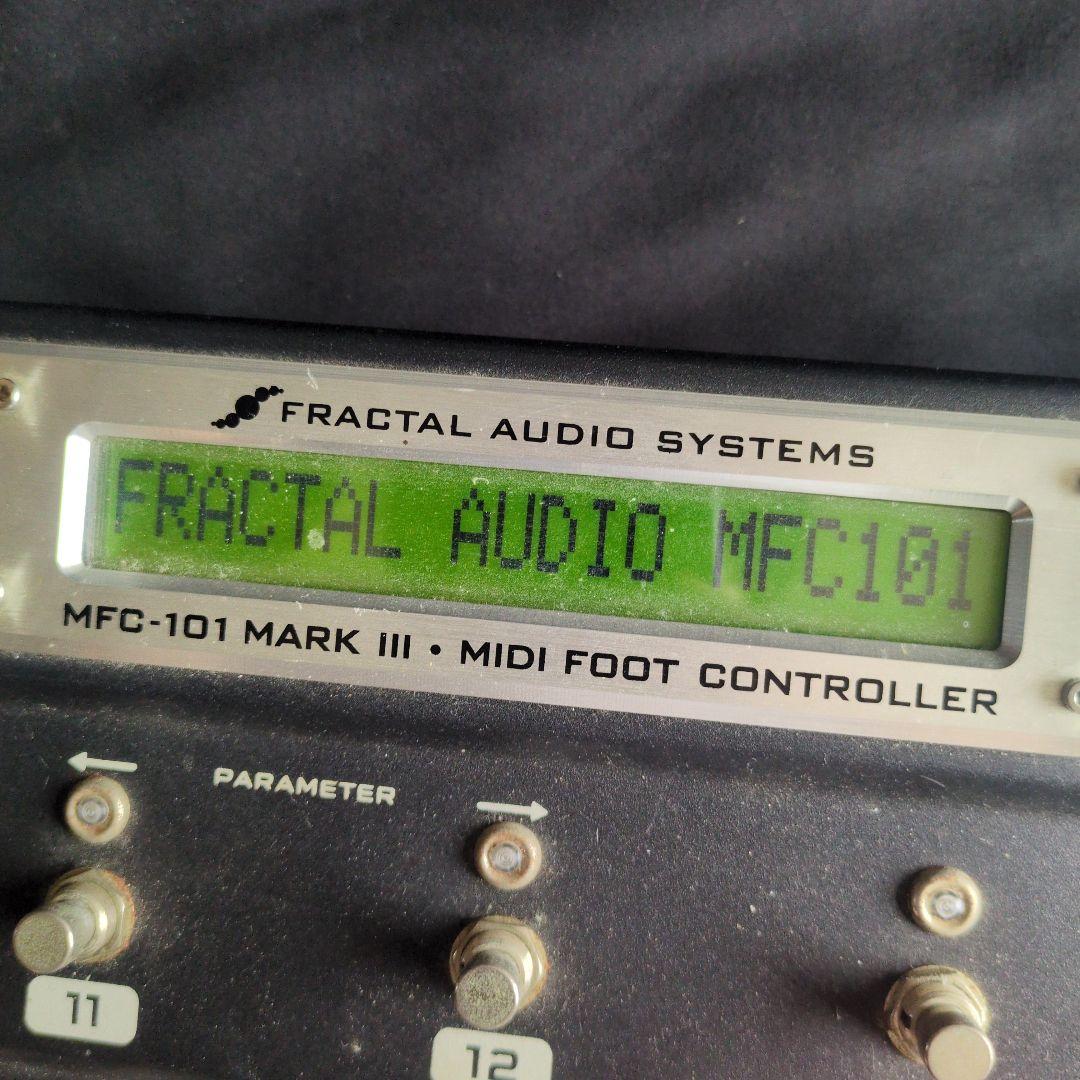 FRACTAL AUDIO SYSTEMS
FRACTAL AUDIO MFC101
MFC-101 MARK III • MIDI FOOT CONTROLLER
PARAMETER
11
12